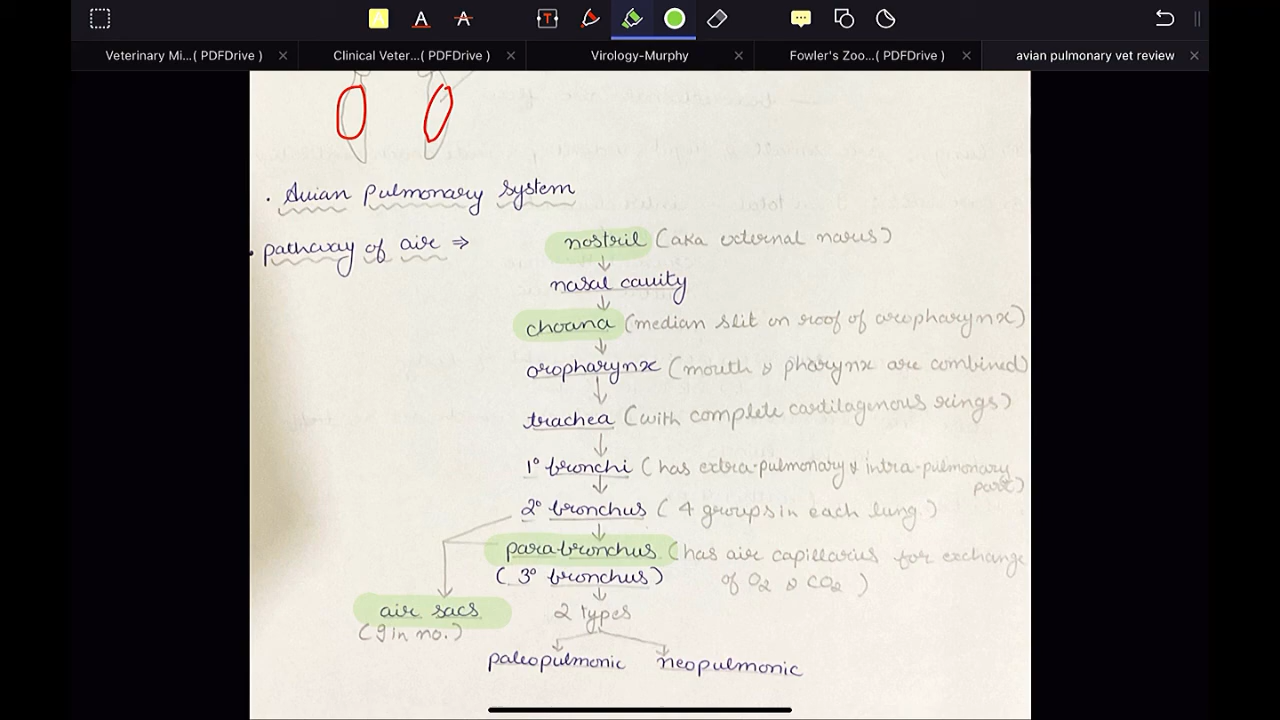 A A A T
Veterinary Mi...( PDFDrive ) × Clinical Veter...( PDFDrive ) × Virology-Murphy × Fowler's Zoo...( PDFDrive ) × avian pulmonary vet review ×
. Avian Pulmonary System
. pathway of air ⇒ nostril (aka external narus)
↓
nasal cavity
↓
choana (median slit on roof of oropharynx)
↓
oropharynx (mouth & pharynx are combined)
↓
trachea (with complete cartilagenous rings)
↓
1° bronchi (has extra-pulmonary & intra-pulmonary
part)
↓
2° bronchus (4 groups in each lung.)
↓
parabronchus (has air capillarus for exchange
(3° bronchus) of O2 & CO2)
↓
air sacs 2 types
(9 in no.)
paleopulmonic neopulmonic